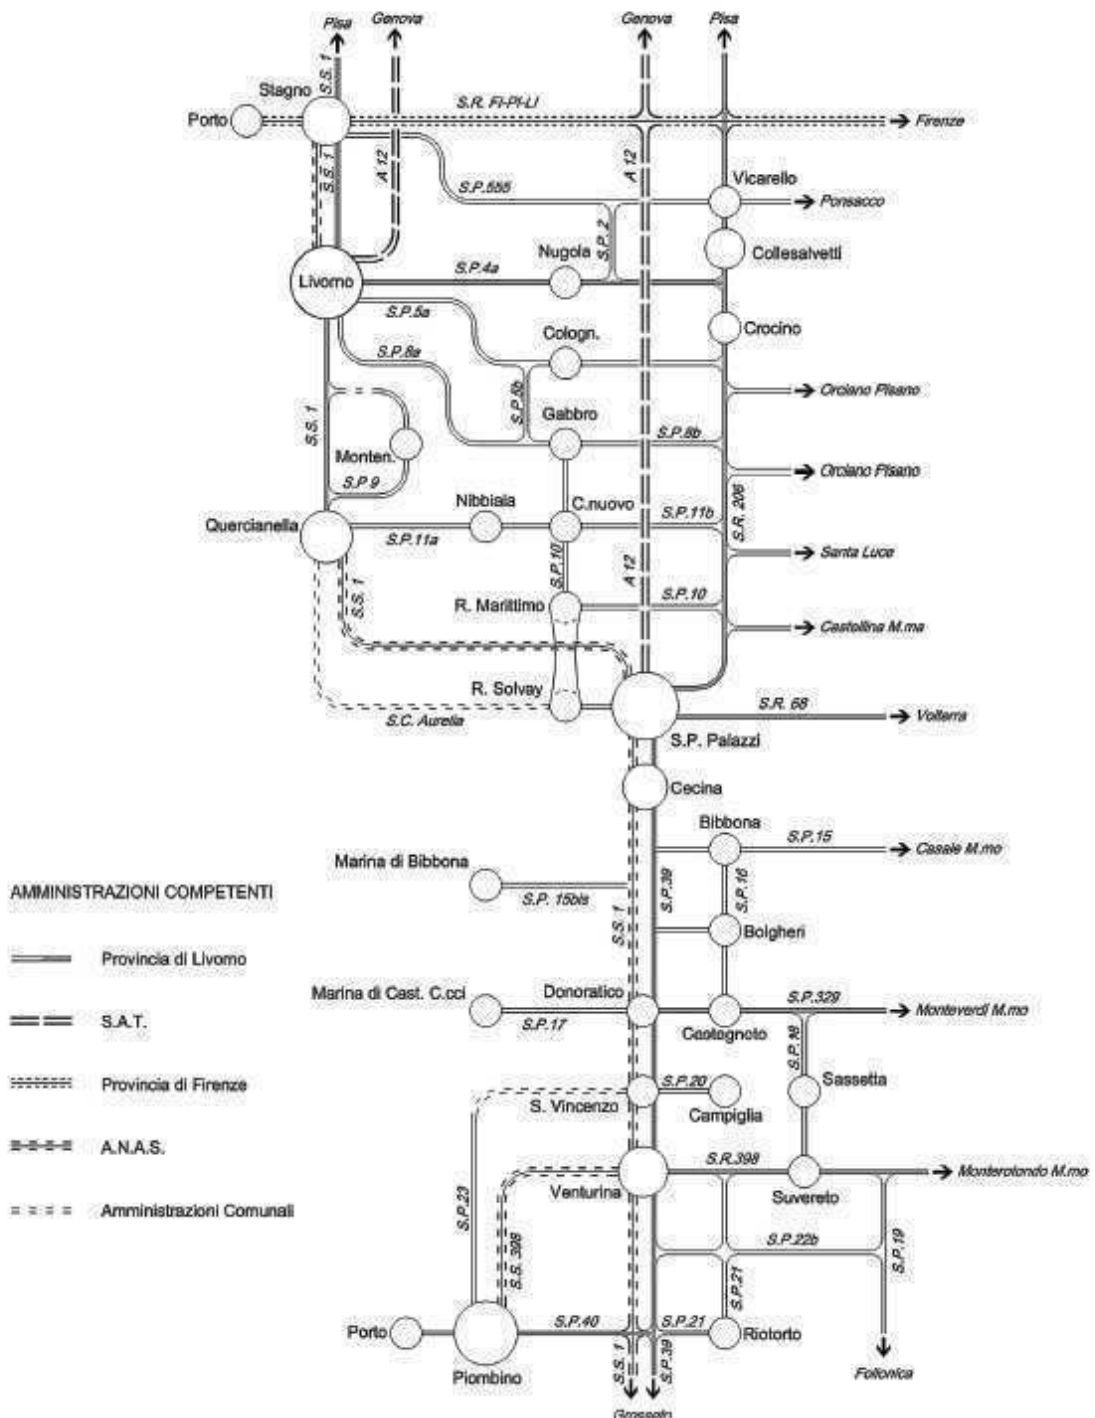 Pisa
Genova
Genova
Pisa
S.S. 1
Stagno
S.R. FI-PI-LI
Porto
Firenze
S.S. 1
A 12
A 12
S.P.555
Vicarello
Ponsacco
S.P. 2
Nugola
Collesalvetti
Livorno
S.P.4a
S.P.5a
Cologn.
Crocino
S.P.8a
S.P.5b
Orciano Pisano
A 12
Gabbro
S.P.8b
S.S. 1
Monten.
Orciano Pisano
S.P 9
Nibbiaia
C.nuovo
S.P.11b
S.R. 206
Quercianella
S.P.11a
Santa Luce
S.P.10
A 12
S.S. 1
R. Marittimo
S.P.10
Castellina M.ma
R. Solvay
S.C. Aurelia
S.R. 68
Volterra
S.P. Palazzi
Cecina
Bibbona
S.P.15
Casale M.mo
Marina di Bibbona
S.P. 15bis
S.P.39
S.P.16
AMMINISTRAZIONI COMPETENTI
S.S. 1
Bolgheri
Provincia di Livorno
Marina di Cast. C.cci
Donoratico
S.P.329
S.P.17
Castagneto
Monteverdi M.mo
S.A.T.
S.P.18
S.P.20
Sassetta
Provincia di Firenze
S. Vincenzo
Campiglia
A.N.A.S.
S.R.398
Monterotondo M.mo
Venturina
Suvereto
S.P.23
Amministrazioni Comunali
S.S. 398
S.P.22b
S.P.19
S.P.21
Porto
S.P.40
S.P.21
Riotorto
Piombino
S.S. 1
S.P.39
Follonica
Grosseto